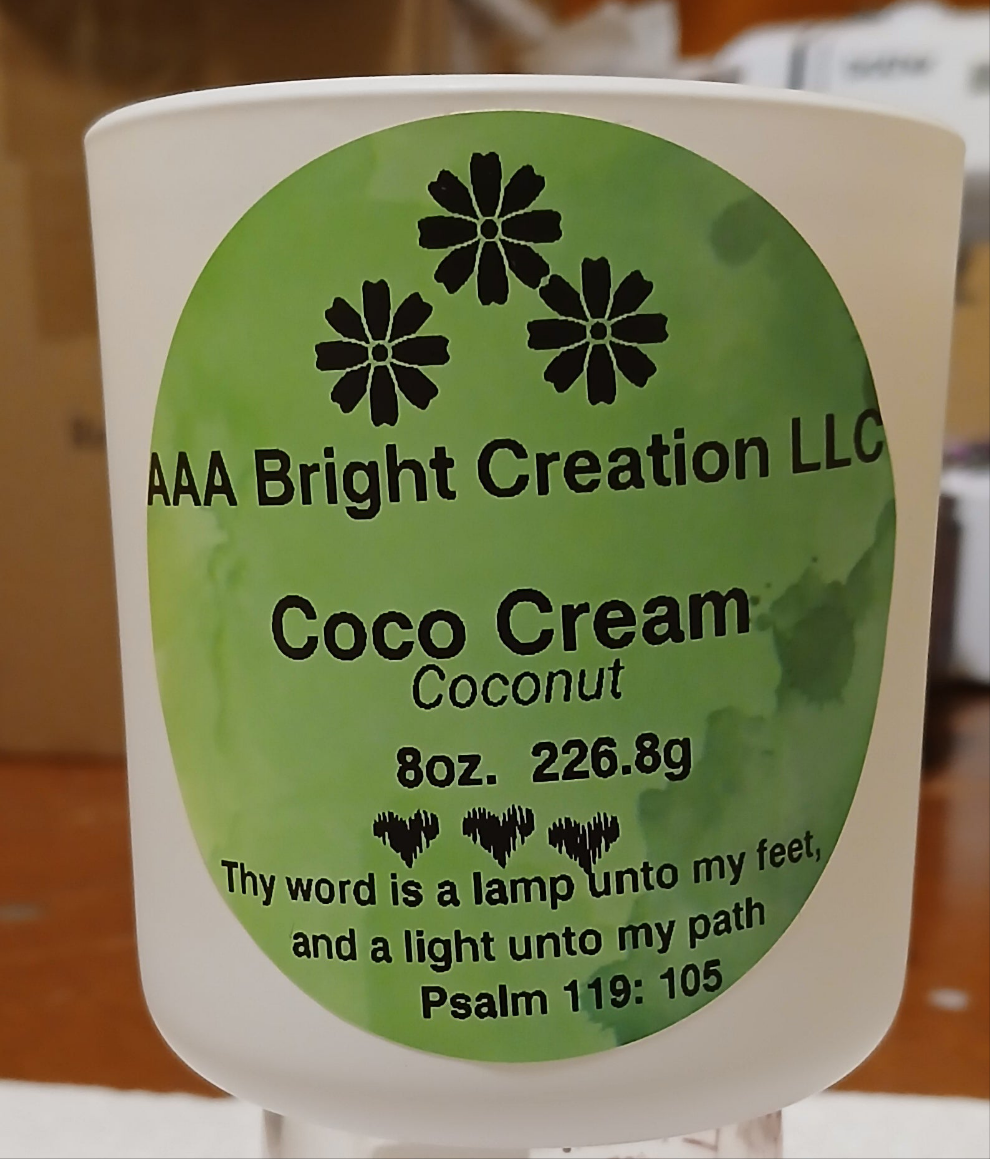 AAA Bright Creation LLC
Coco Cream
Coconut
8oz. 226.8g
Thy word is a lamp unto my feet,
and a light unto my path
Psalm 119: 105